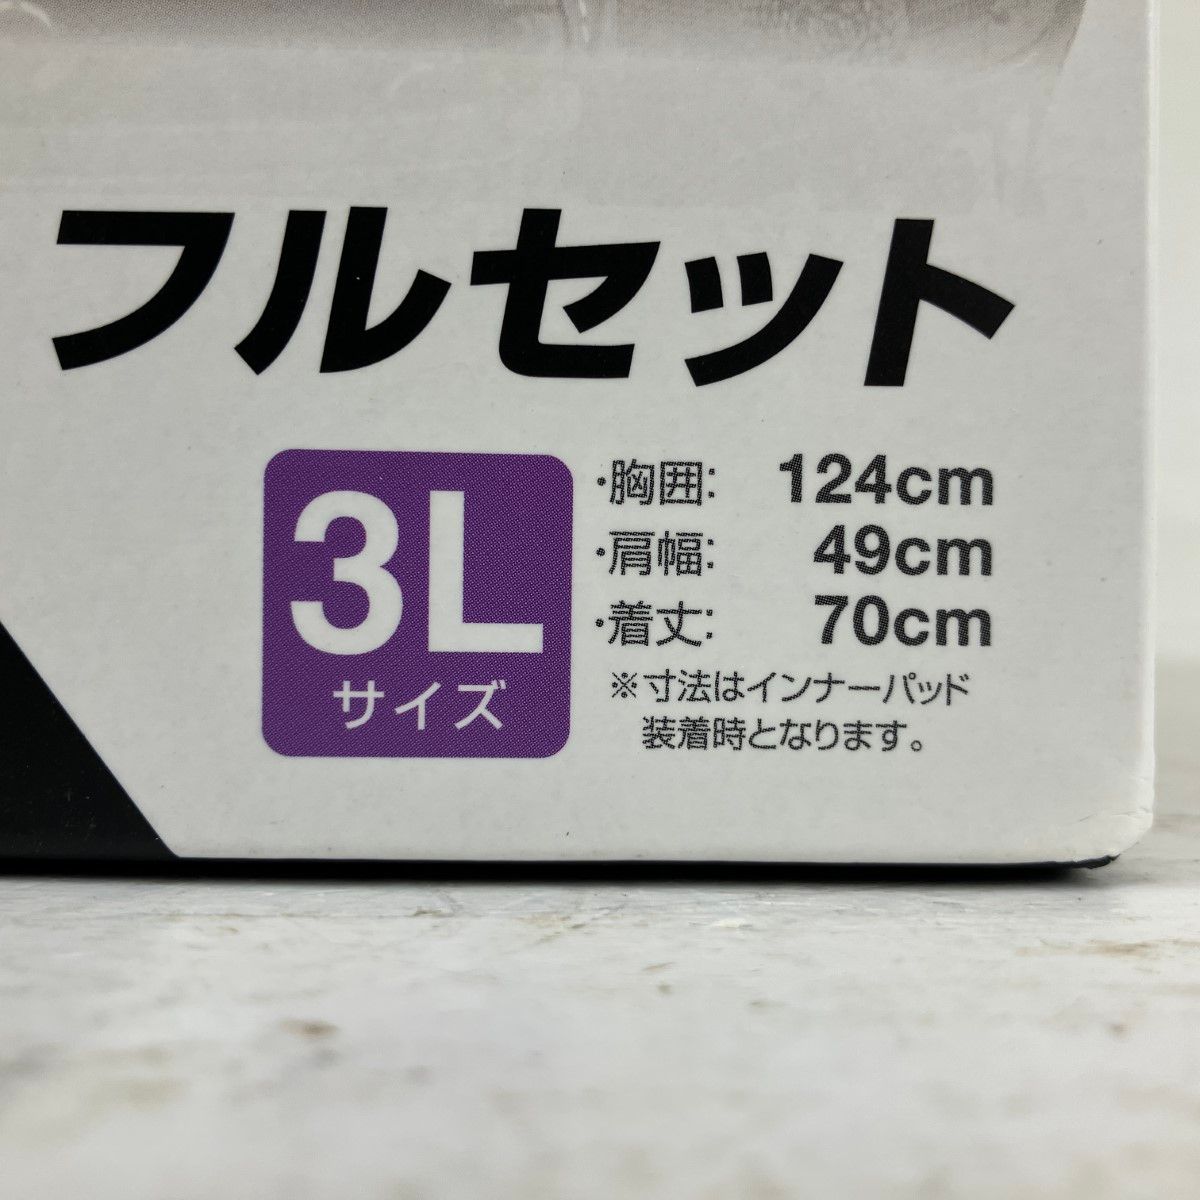 フルセット
3L
サイズ
・胸囲: 124cm
・肩幅: 49cm
・着丈: 70cm
※寸法はインナーパッド
装着時となります。